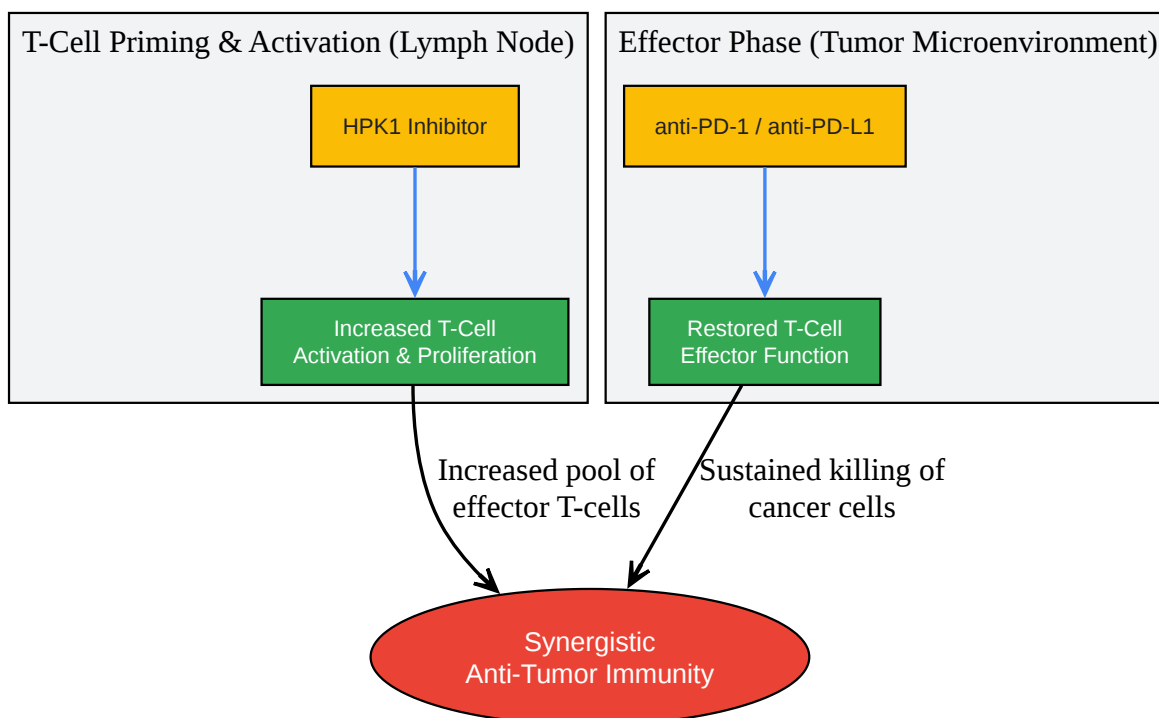 T-Cell Priming & Activation (Lymph Node)
HPK1 Inhibitor
Increased T-Cell
Activation & Proliferation
Effector Phase (Tumor Microenvironment)
anti-PD-1 / anti-PD-L1
Restored T-Cell
Effector Function
Increased pool of
effector T-cells
Sustained killing of
cancer cells
Synergistic
Anti-Tumor Immunity